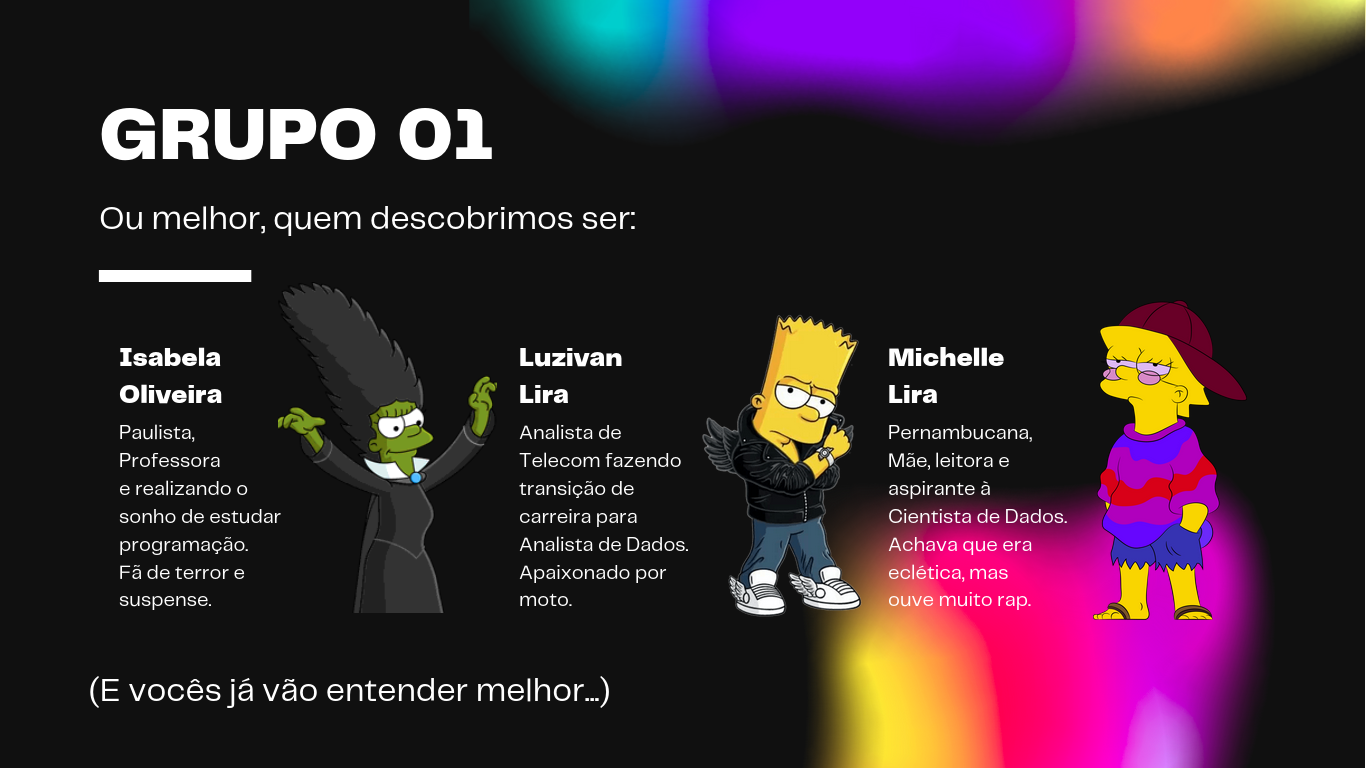 GRUPO 01
Ou melhor, quem descobrimos ser:
Isabela
Oliveira
Paulista,
Professora
e realizando o
sonho de estudar
programação.
Fã de terror e
suspense.
Luzivan
Lira
Analista de
Telecom fazendo
transição de
carreira para
Analista de Dados.
Apaixonado por
moto.
Michelle
Lira
Pernambucana,
Mãe, leitora e
aspirante à
Cientista de Dados.
Achava que era
eclética, mas
ouve muito rap.
(E vocês já vão entender melhor...)